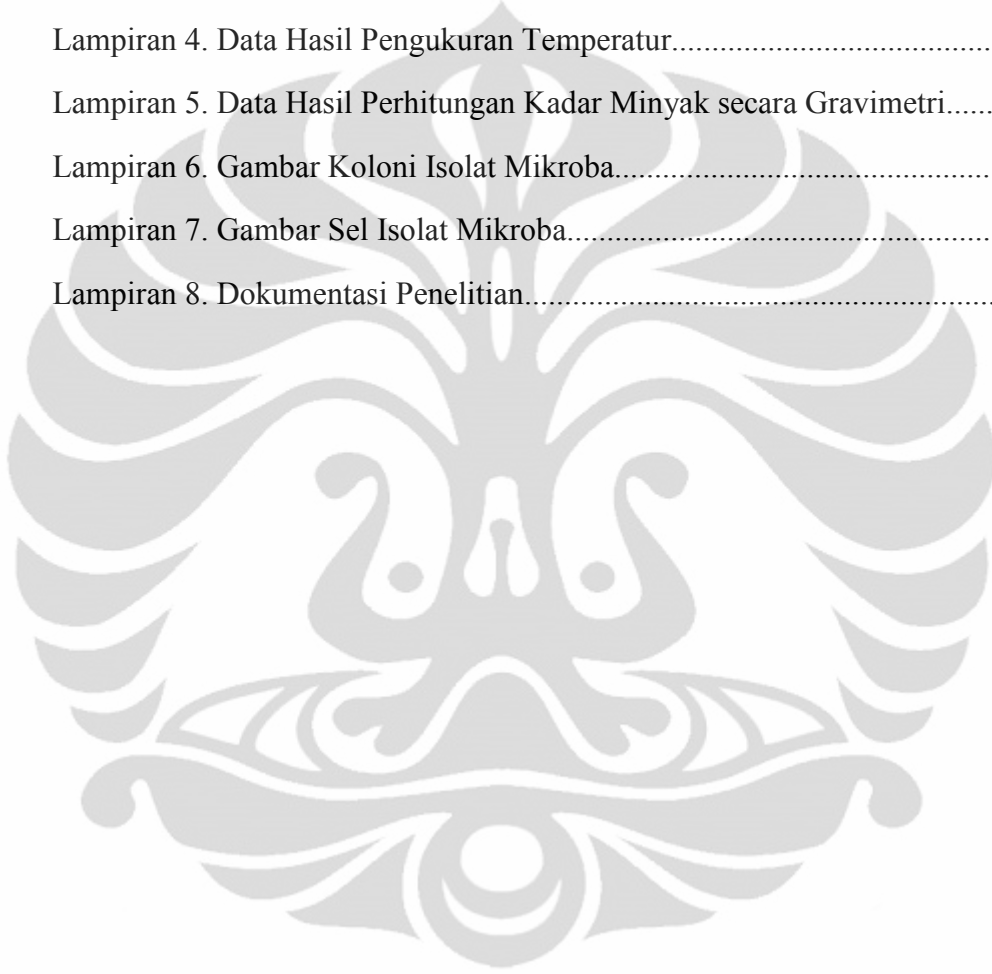 Lampiran 4. Data Hasil Pengukuran Temperatur.......................................
Lampiran 5. Data Hasil Perhitungan Kadar Minyak secara Gravimetri......
Lampiran 6. Gambar Koloni Isolat Mikroba..............................................
Lampiran 7. Gambar Sel Isolat Mikroba....................................................
Lampiran 8. Dokumentasi Penelitian.........................................................